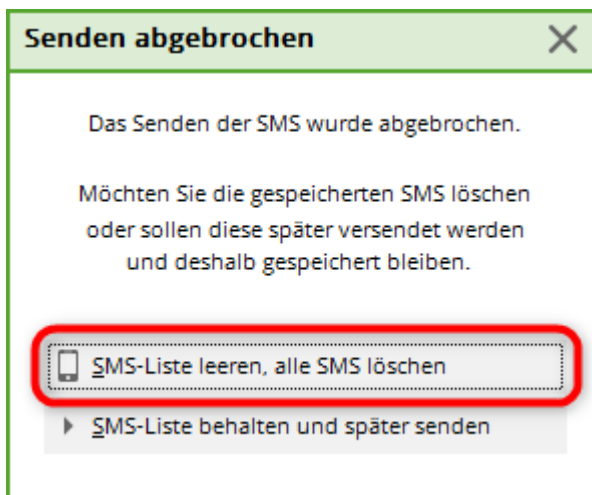 Senden abgebrochen
Das Senden der SMS wurde abgebrochen.
Möchten Sie die gespeicherten SMS löschen
oder sollen diese später versendet werden
und deshalb gespeichert bleiben.
SMS-Liste leeren, alle SMS löschen
SMS-Liste behalten und später senden